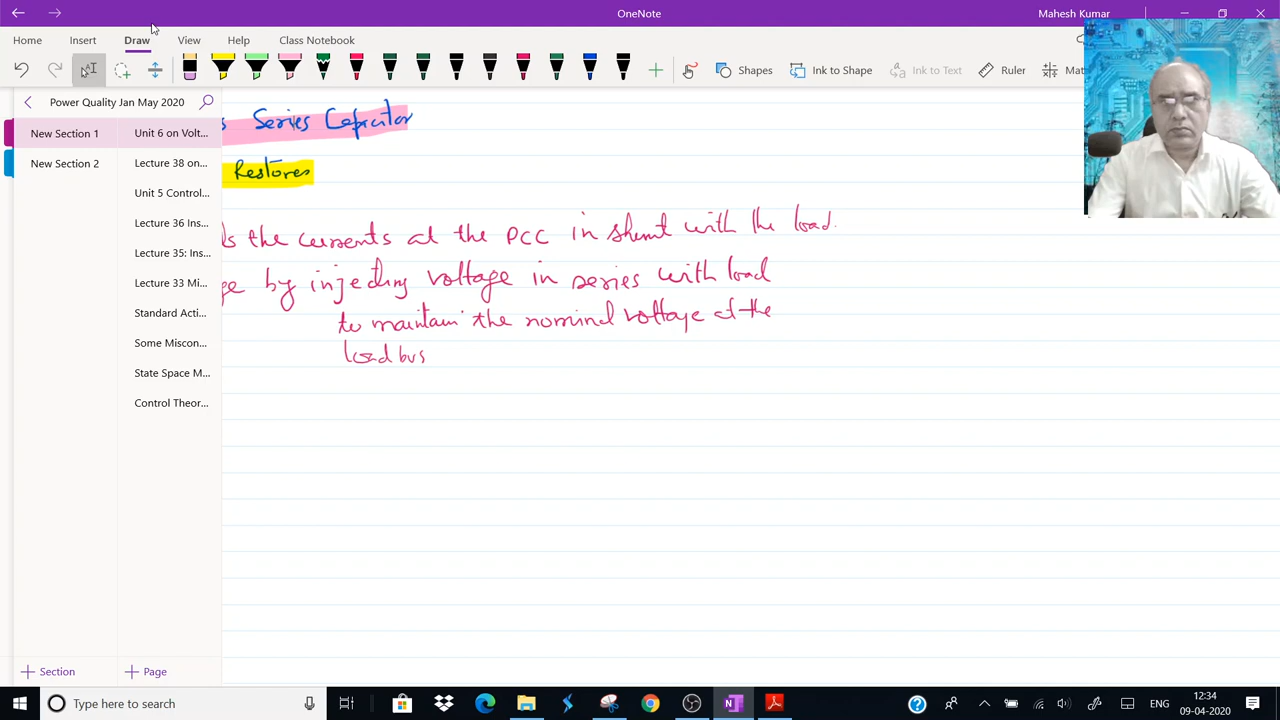 OneNote
Mahesh Kumar
Home Insert Draw View Help Class Notebook
Shapes Ink to Shape Ink to Text Ruler Mat
Power Quality Jan May 2020
New Section 1
New Section 2
Unit 6 on Volt...
Lecture 38 on...
Unit 5 Control...
Lecture 36 Ins...
Lecture 35: Ins...
Lecture 33 Mi...
Standard Acti...
Some Miscon...
State Space M...
Control Theor...
s Series Capacitor
Restores
ls the currents at the PCC in shunt with the load.
ge by injecting voltage in series with load
to maintain the nominal voltage at the
load bus
Section Page
Type here to search
ENG
12:34
09-04-2020